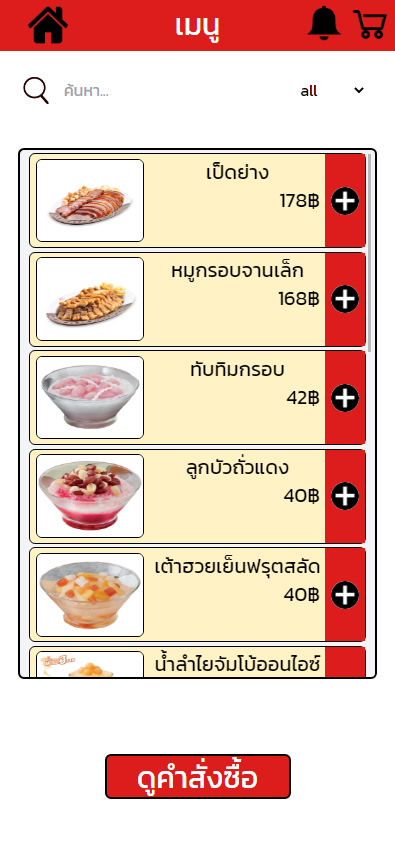 เมนู
ค้นหา...
all
เป็ดย่าง
178฿
หมูกรอบจานเล็ก
168฿
ทับทิมกรอบ
42฿
ลูกบัวถั่วแดง
40฿
เต้าฮวยเย็นฟรุตสลัด
40฿
น้ำลำไยจัมโบ้ออนไอซ์
ดูคำสั่งซื้อ